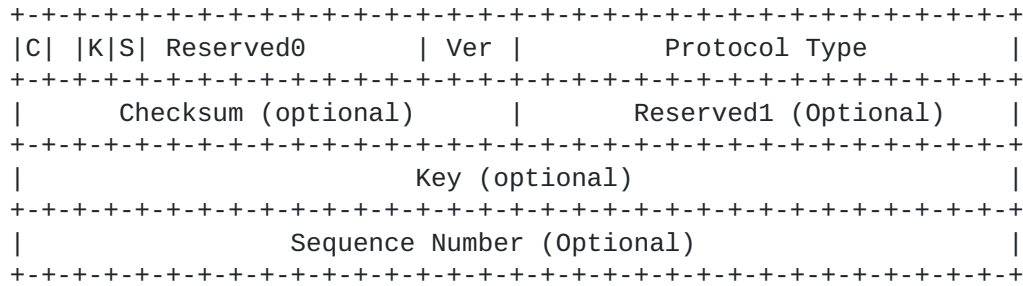 +-+-+-+-+-+-+-+-+-+-+-+-+-+-+-+-+-+-+-+-+-+-+-+-+-+-+-+-+-+-+-+-+
|C| |K|S| Reserved0       | Ver |         Protocol Type         |
+-+-+-+-+-+-+-+-+-+-+-+-+-+-+-+-+-+-+-+-+-+-+-+-+-+-+-+-+-+-+-+-+
|      Checksum (optional)      |       Reserved1 (Optional)    |
+-+-+-+-+-+-+-+-+-+-+-+-+-+-+-+-+-+-+-+-+-+-+-+-+-+-+-+-+-+-+-+-+
|                         Key (optional)                        |
+-+-+-+-+-+-+-+-+-+-+-+-+-+-+-+-+-+-+-+-+-+-+-+-+-+-+-+-+-+-+-+-+
|                 Sequence Number (Optional)                    |
+-+-+-+-+-+-+-+-+-+-+-+-+-+-+-+-+-+-+-+-+-+-+-+-+-+-+-+-+-+-+-+-+